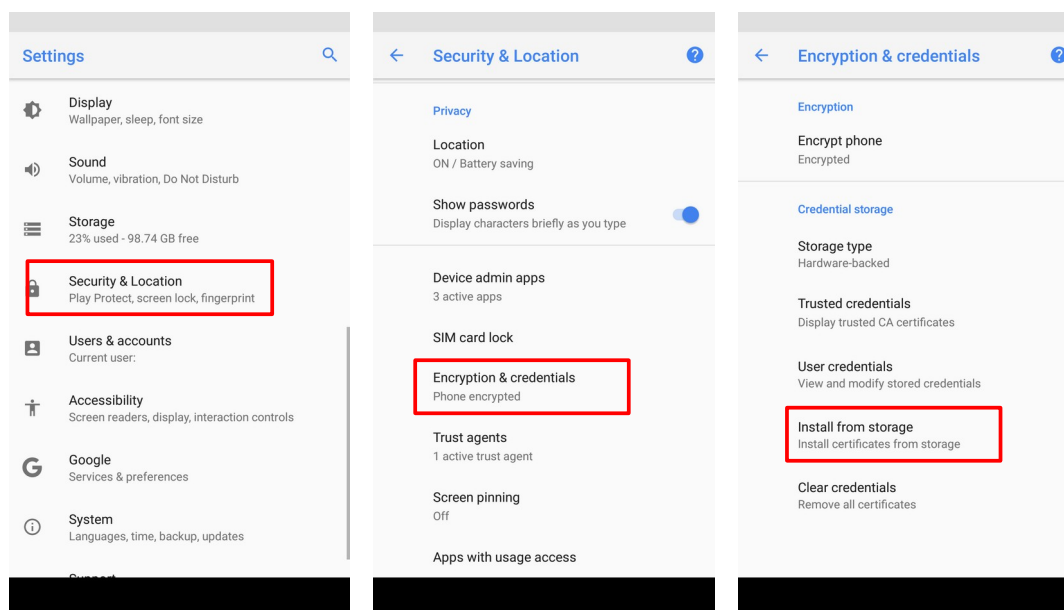 Settings
Display
Wallpaper, sleep, font size
Sound
Volume, vibration, Do Not Disturb
Storage
23% used - 98.74 GB free
Security & Location
Play Protect, screen lock, fingerprint
Users & accounts
Current user:
Accessibility
Screen readers, display, interaction controls
Google
Services & preferences
System
Languages, time, backup, updates
Support
Security & Location
Privacy
Location
ON / Battery saving
Show passwords
Display characters briefly as you type
Device admin apps
3 active apps
SIM card lock
Encryption & credentials
Phone encrypted
Trust agents
1 active trust agent
Screen pinning
Off
Apps with usage access
Encryption & credentials
Encryption
Encrypt phone
Encrypted
Credential storage
Storage type
Hardware-backed
Trusted credentials
Display trusted CA certificates
User credentials
View and modify stored credentials
Install from storage
Install certificates from storage
Clear credentials
Remove all certificates